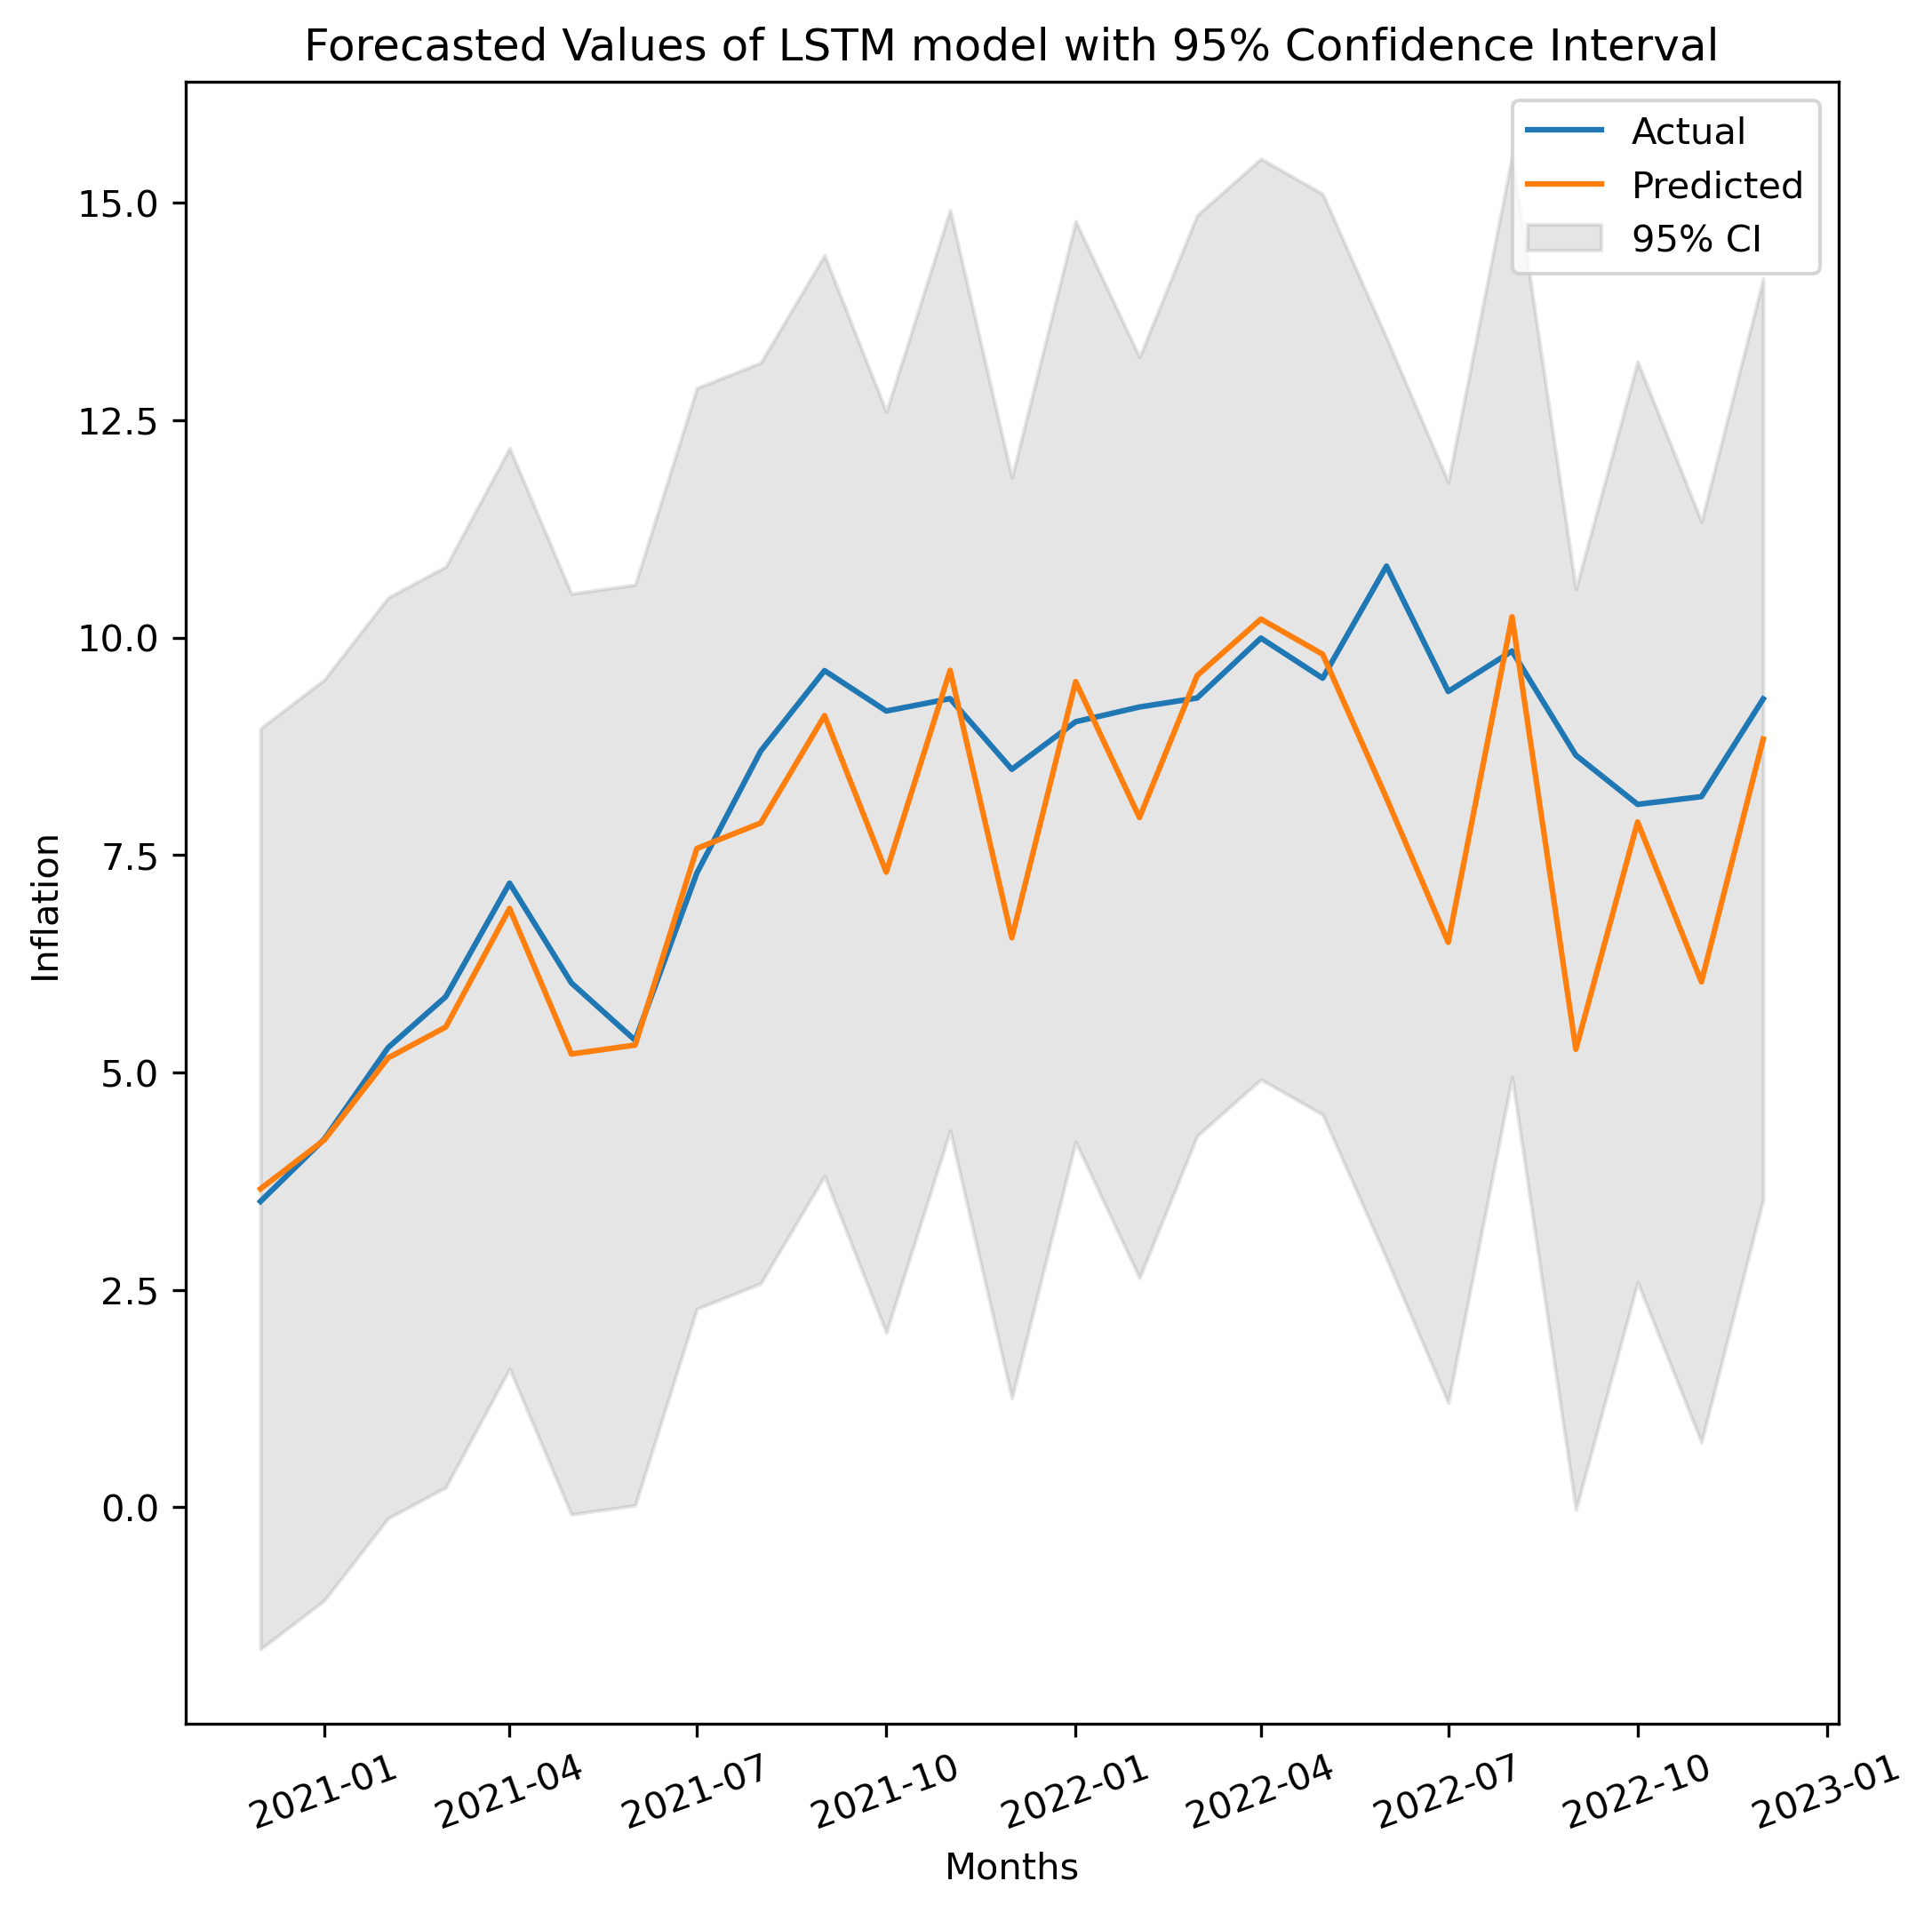 Forecasted Values of LSTM model with 95% Confidence Interval
Actual
Predicted
95% CI
15.0
12.5
10.0
7.5
5.0
2.5
0.0
Inflation
2021-01
2021-04
2021-07
2021-10
2022-01
2022-04
2022-07
2022-10
2023-01
Months